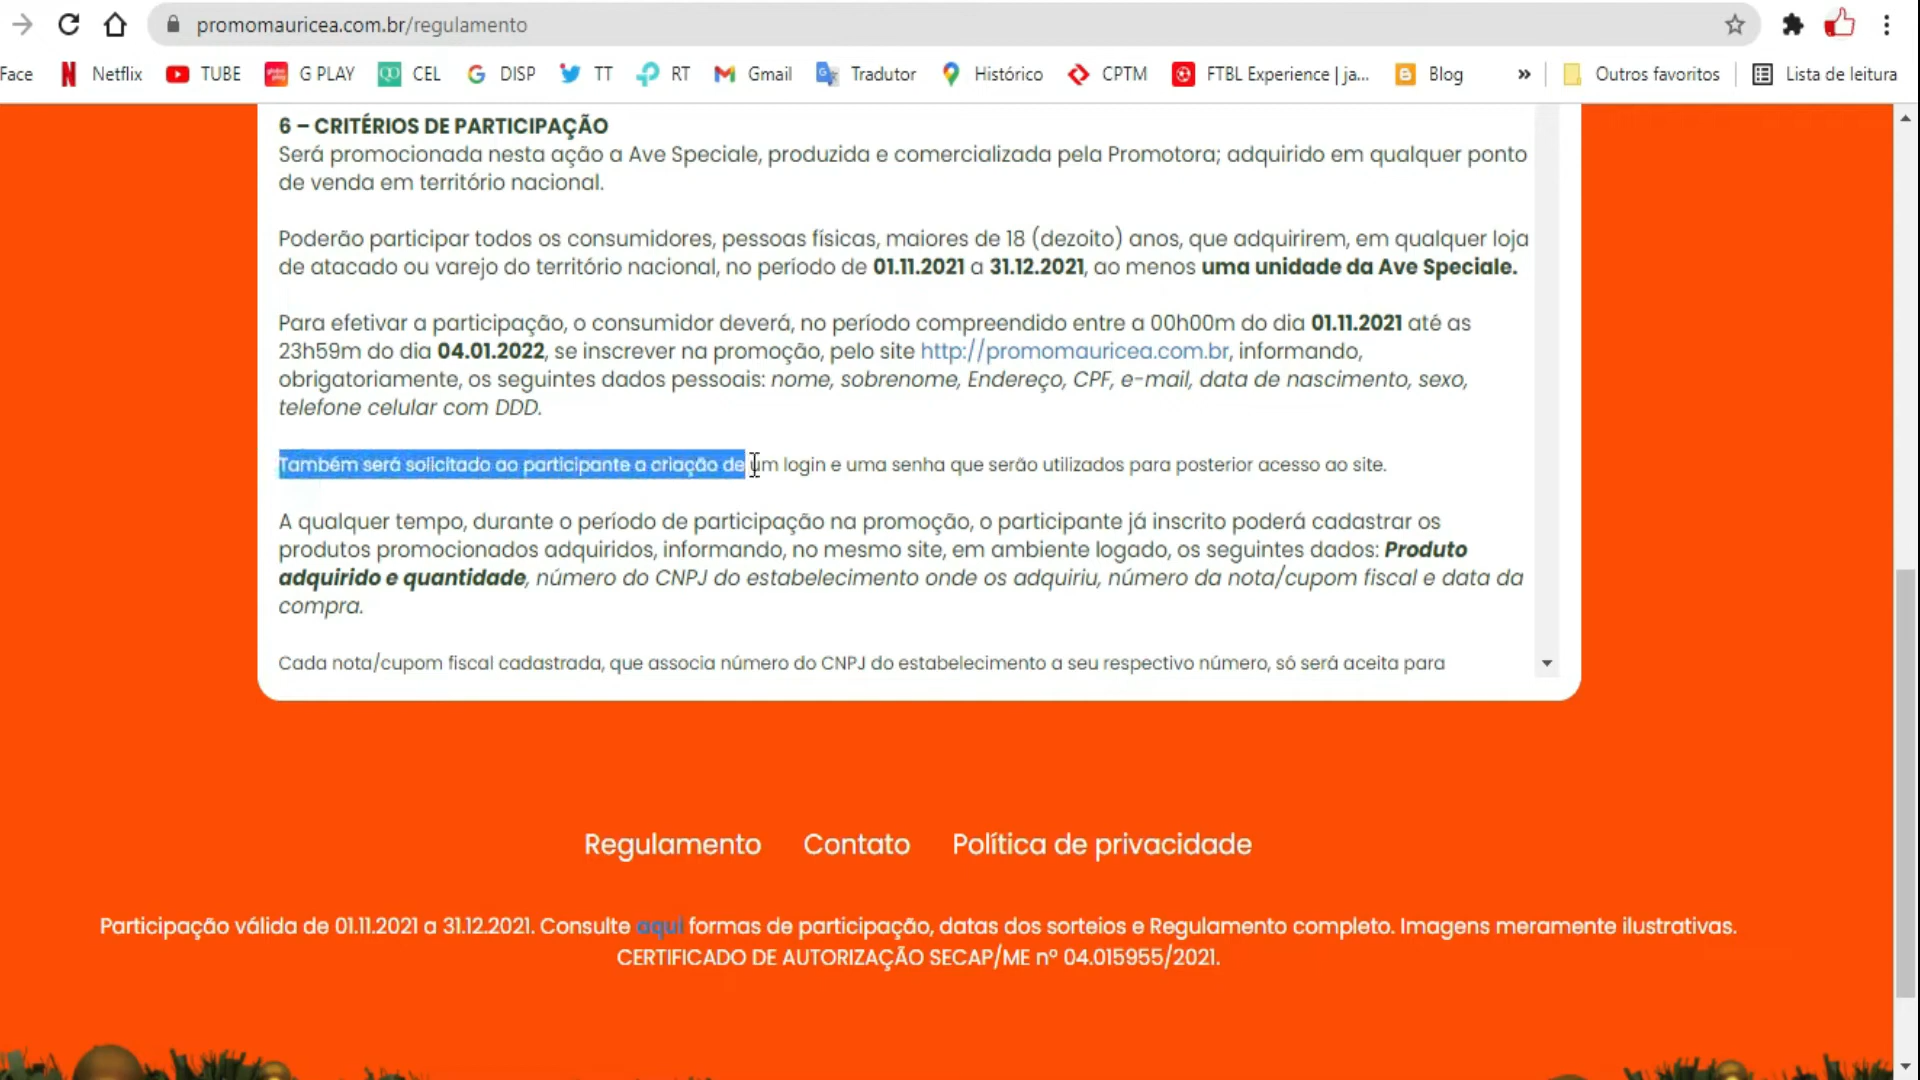 promomauricea.com.br/regulamento
Face Netflix TUBE G PLAY CEL DISP TT RT Gmail Tradutor Histórico CPTM FTBL Experience | ja... Blog » Outros favoritos Lista de leitura
6 – CRITÉRIOS DE PARTICIPAÇÃO
Será promocionada nesta ação a Ave Speciale, produzida e comercializada pela Promotora; adquirido em qualquer ponto
de venda em território nacional.
Poderão participar todos os consumidores, pessoas físicas, maiores de 18 (dezoito) anos, que adquirirem, em qualquer loja
de atacado ou varejo do território nacional, no período de 01.11.2021 a 31.12.2021, ao menos uma unidade da Ave Speciale.
Para efetivar a participação, o consumidor deverá, no período compreendido entre a 00h00m do dia 01.11.2021 até as
23h59m do dia 04.01.2022, se inscrever na promoção, pelo site http://promomauricea.com.br, informando,
obrigatoriamente, os seguintes dados pessoais: nome, sobrenome, Endereço, CPF, e-mail, data de nascimento, sexo,
telefone celular com DDD.
Também será solicitado ao participante a criação de um login e uma senha que serão utilizados para posterior acesso ao site.
A qualquer tempo, durante o período de participação na promoção, o participante já inscrito poderá cadastrar os
produtos promocionados adquiridos, informando, no mesmo site, em ambiente logado, os seguintes dados: Produto
adquirido e quantidade, número do CNPJ do estabelecimento onde os adquiriu, número da nota/cupom fiscal e data da
compra.
Cada nota/cupom fiscal cadastrada, que associa número do CNPJ do estabelecimento a seu respectivo número, só será aceita para
Regulamento Contato Política de privacidade
Participação válida de 01.11.2021 a 31.12.2021. Consulte aqui formas de participação, datas dos sorteios e Regulamento completo. Imagens meramente ilustrativas.
CERTIFICADO DE AUTORIZAÇÃO SECAP/ME nº 04.015955/2021.